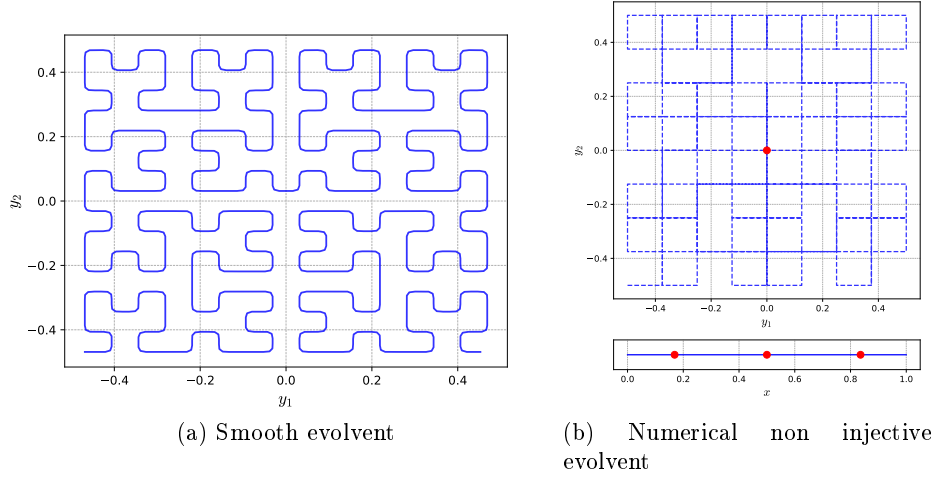 0.4
0.2
0.0
−0.2
−0.4
y2
−0.4 −0.2 0.0 0.2 0.4
y1
(a) Smooth evolvent
0.4
0.2
0.0
−0.2
−0.4
y2
−0.4 −0.2 0.0 0.2 0.4
y1
0.0 0.2 0.4 0.6 0.8 1.0
x
(b) Numerical non injective
evolvent